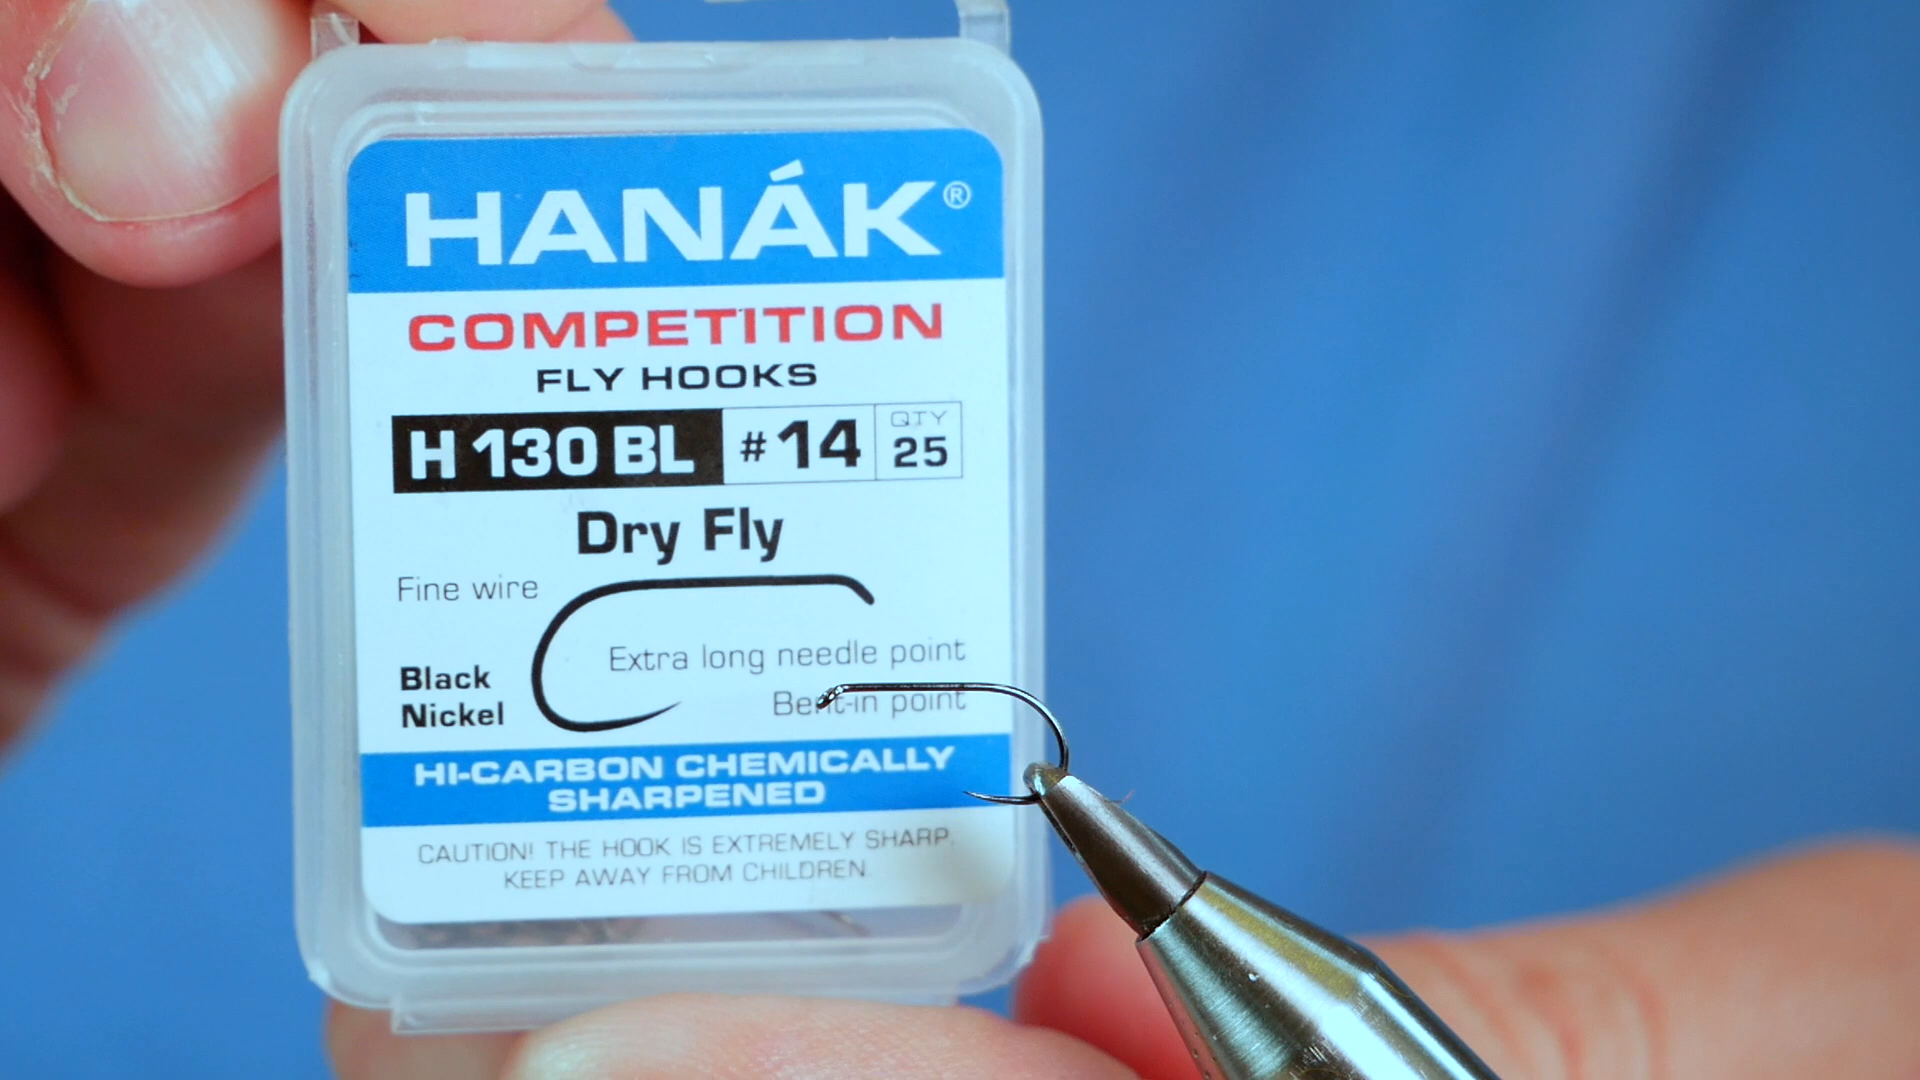 HANÁK®
COMPETITION
FLY HOOKS
H 130 BL #14 QTY 25
Dry Fly
Fine wire
Extra long needle point
Bent-in point
Black
Nickel
HI-CARBON CHEMICALLY
SHARPENED
CAUTION! THE HOOK IS EXTREMELY SHARP.
KEEP AWAY FROM CHILDREN.